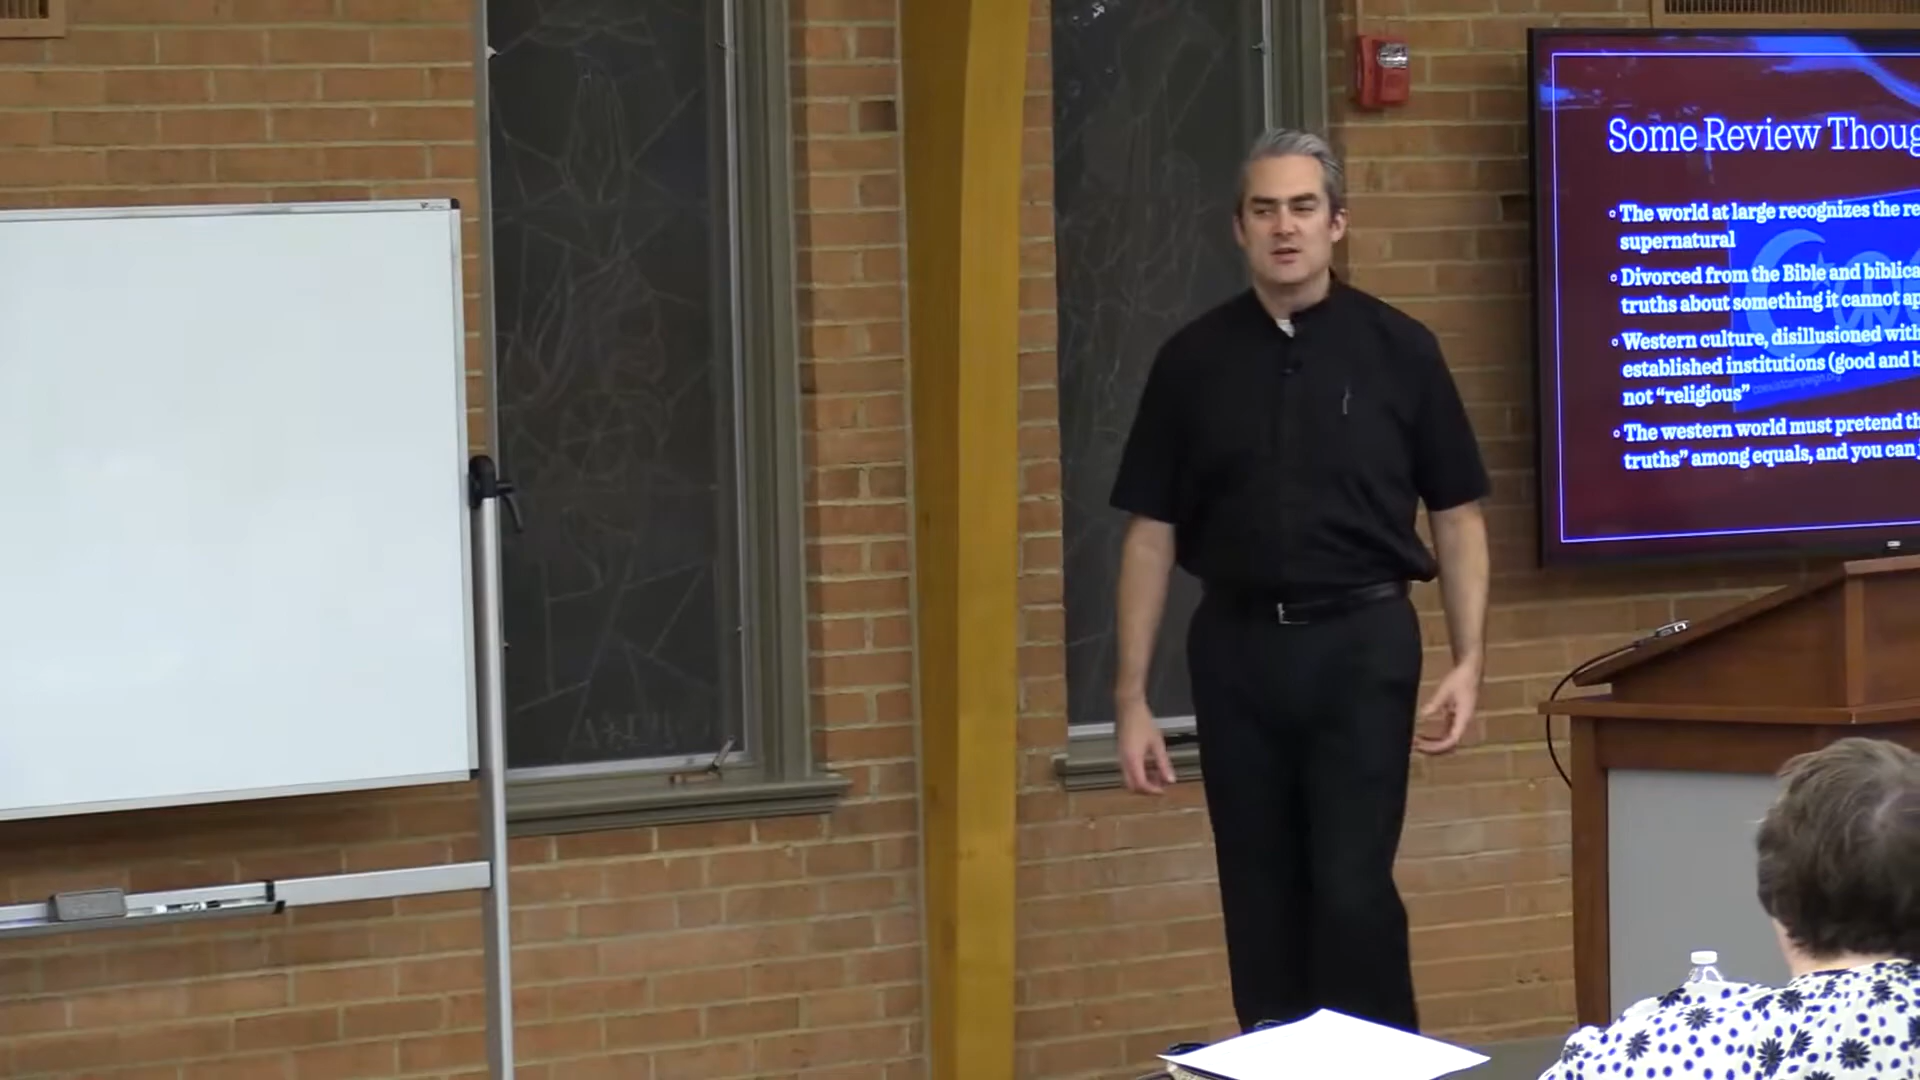 Some Review Thoug
The world at large recognizes the re
supernatural
Divorced from the Bible and biblica
truths about something it cannot ap
Western culture, disillusioned with
established institutions (good and b
not “religious”
The western world must pretend th
truths” among equals, and you can j